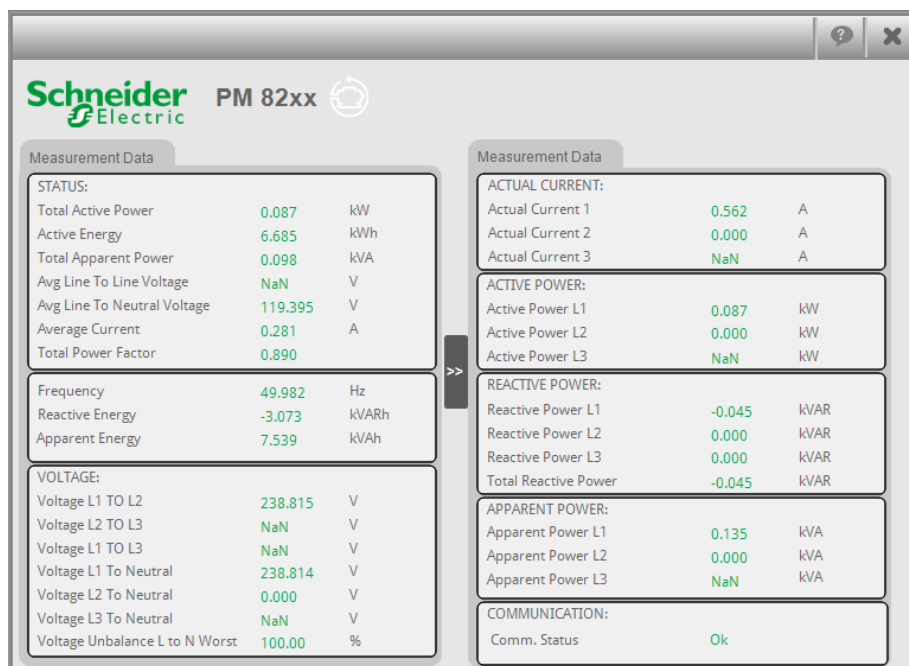 Schneider
Electric
PM 82xx
Measurement Data
STATUS:
Total Active Power 0.087 kW
Active Energy 6.685 kWh
Total Apparent Power 0.098 kVA
Avg Line To Line Voltage NaN V
Avg Line To Neutral Voltage 119.395 V
Average Current 0.281 A
Total Power Factor 0.890
Frequency 49.982 Hz
Reactive Energy -3.073 kVARh
Apparent Energy 7.539 kVAh
VOLTAGE:
Voltage L1 TO L2 238.815 V
Voltage L2 TO L3 NaN V
Voltage L1 TO L3 NaN V
Voltage L1 To Neutral 238.814 V
Voltage L2 To Neutral 0.000 V
Voltage L3 To Neutral NaN V
Voltage Unbalance L to N Worst 100.00 %
>>
Measurement Data
ACTUAL CURRENT:
Actual Current 1 0.562 A
Actual Current 2 0.000 A
Actual Current 3 NaN A
ACTIVE POWER:
Active Power L1 0.087 kW
Active Power L2 0.000 kW
Active Power L3 NaN kW
REACTIVE POWER:
Reactive Power L1 -0.045 kVAR
Reactive Power L2 0.000 kVAR
Reactive Power L3 0.000 kVAR
Total Reactive Power -0.045 kVAR
APPARENT POWER:
Apparent Power L1 0.135 kVA
Apparent Power L2 0.000 kVA
Apparent Power L3 NaN kVA
COMMUNICATION:
Comm. Status Ok